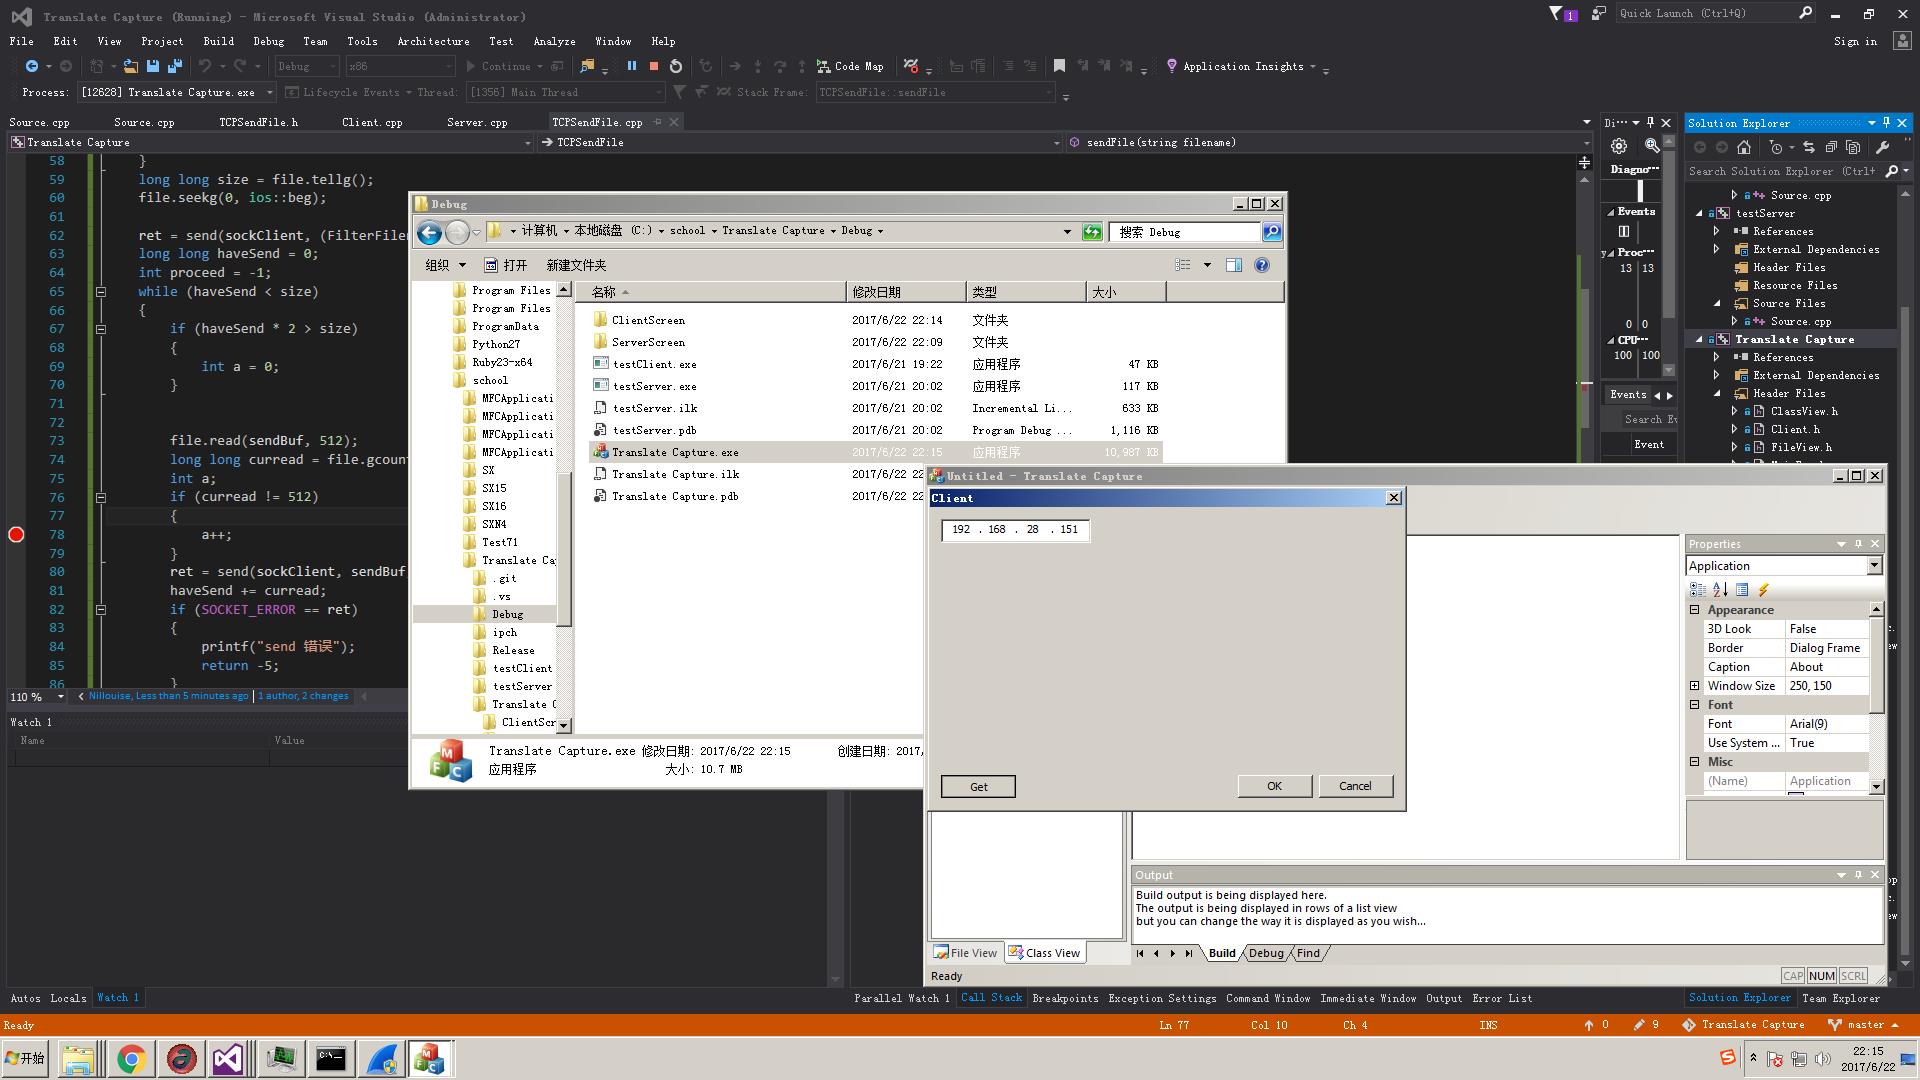 Translate Capture (Running) - Microsoft Visual Studio (Administrator)
1
Quick Launch (Ctrl+Q)
File Edit View Project Build Debug Team Tools Architecture Test Analyze Window Help
Sign in
Debug x86 Continue Code Map Application Insights
Process: [12628] Translate Capture.exe Lifecycle Events Thread: [1356] Main Thread Stack Frame: TCPSendFile::sendFile
Source.cpp Source.cpp TCPSendFile.h Client.cpp Server.cpp TCPSendFile.cpp
Translate Capture TCPSendFile sendFile(string filename)
58 }
59 long long size = file.tellg();
60 file.seekg(0, ios::beg);
61
62 ret = send(sockClient, (FilterFile
63 long long haveSend = 0;
64 int proceed = -1;
65 while (haveSend < size)
66 {
67 if (haveSend * 2 > size)
68 {
69 int a = 0;
70 }
71
72
73 file.read(sendBuf, 512);
74 long long curread = file.gcount
75 int a;
76 if (curread != 512)
77 {
78 a++;
79 }
80 ret = send(sockClient, sendBuf
81 haveSend += curread;
82 if (SOCKET_ERROR == ret)
83 {
84 printf("send 错误");
85 return -5;
86 }
110 %
Nillouise, Less than 5 minutes ago | 1 author, 2 changes
Watch 1
Name Value
Autos Locals Watch 1
Debug
计算机 本地磁盘 (C:) school Translate Capture Debug
搜索 Debug
组织 打开 新建文件夹
Program Files
Program Files
ProgramData
Python27
Ruby23-x64
school
MFCApplicati
MFCApplicati
MFCApplicati
MFCApplicati
SX
SX15
SX16
SXN4
Test71
Translate Ca
.git
.vs
Debug
ipch
Release
testClient
testServer
Translate C
ClientScr
名称 修改日期 类型 大小
ClientScreen 2017/6/22 22:14 文件夹
ServerScreen 2017/6/22 22:09 文件夹
testClient.exe 2017/6/21 19:22 应用程序 47 KB
testServer.exe 2017/6/21 20:02 应用程序 117 KB
testServer.ilk 2017/6/21 20:02 Incremental Li... 633 KB
testServer.pdb 2017/6/21 20:02 Program Debug ... 1,116 KB
Translate Capture.exe 2017/6/22 22:15 应用程序 10,987 KB
Translate Capture.ilk 2017/6/22 22
Translate Capture.pdb 2017/6/22 22
Translate Capture.exe 修改日期: 2017/6/22 22:15 创建日期: 2017/
应用程序 大小: 10.7 MB
Untitled - Translate Capture
Client
192 . 168 . 28 . 151
Get OK Cancel
Properties
Application
Appearance
3D Look False
Border Dialog Frame
Caption About
Window Size 250, 150
Font
Font Arial(9)
Use System ... True
Misc
(Name) Application
Output
Build output is being displayed here.
The output is being displayed in rows of a list view
but you can change the way it is displayed as you wish...
File View Class View
Build Debug Find
Ready
CAP NUM SCRL
Di...
Diagno...
Events
Proc...
13 13
0 0
CPU...
100 100
Events
Search Ev
Event
Solution Explorer
Search Solution Explorer (Ctrl+
Source.cpp
testServer
References
External Dependencies
Header Files
Resource Files
Source Files
Source.cpp
Translate Capture
References
External Dependencies
Header Files
ClassView.h
Client.h
FileView.h
Parallel Watch 1 Call Stack Breakpoints Exception Settings Command Window Immediate Window Output Error List
Solution Explorer Team Explorer
Ready
Ln 77 Col 10 Ch 4 INS
0 9 Translate Capture master
开始
22:15
2017/6/22